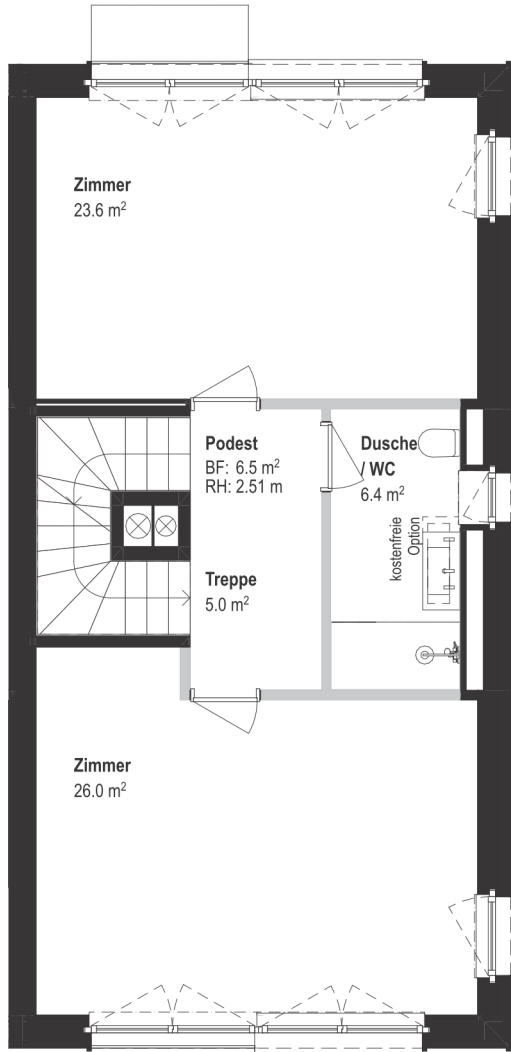 Zimmer
23.6 m²
Podest
BF: 6.5 m²
RH: 2.51 m
Dusche
/ WC
6.4 m²
kostenfreie
Option
Treppe
5.0 m²
Zimmer
26.0 m²